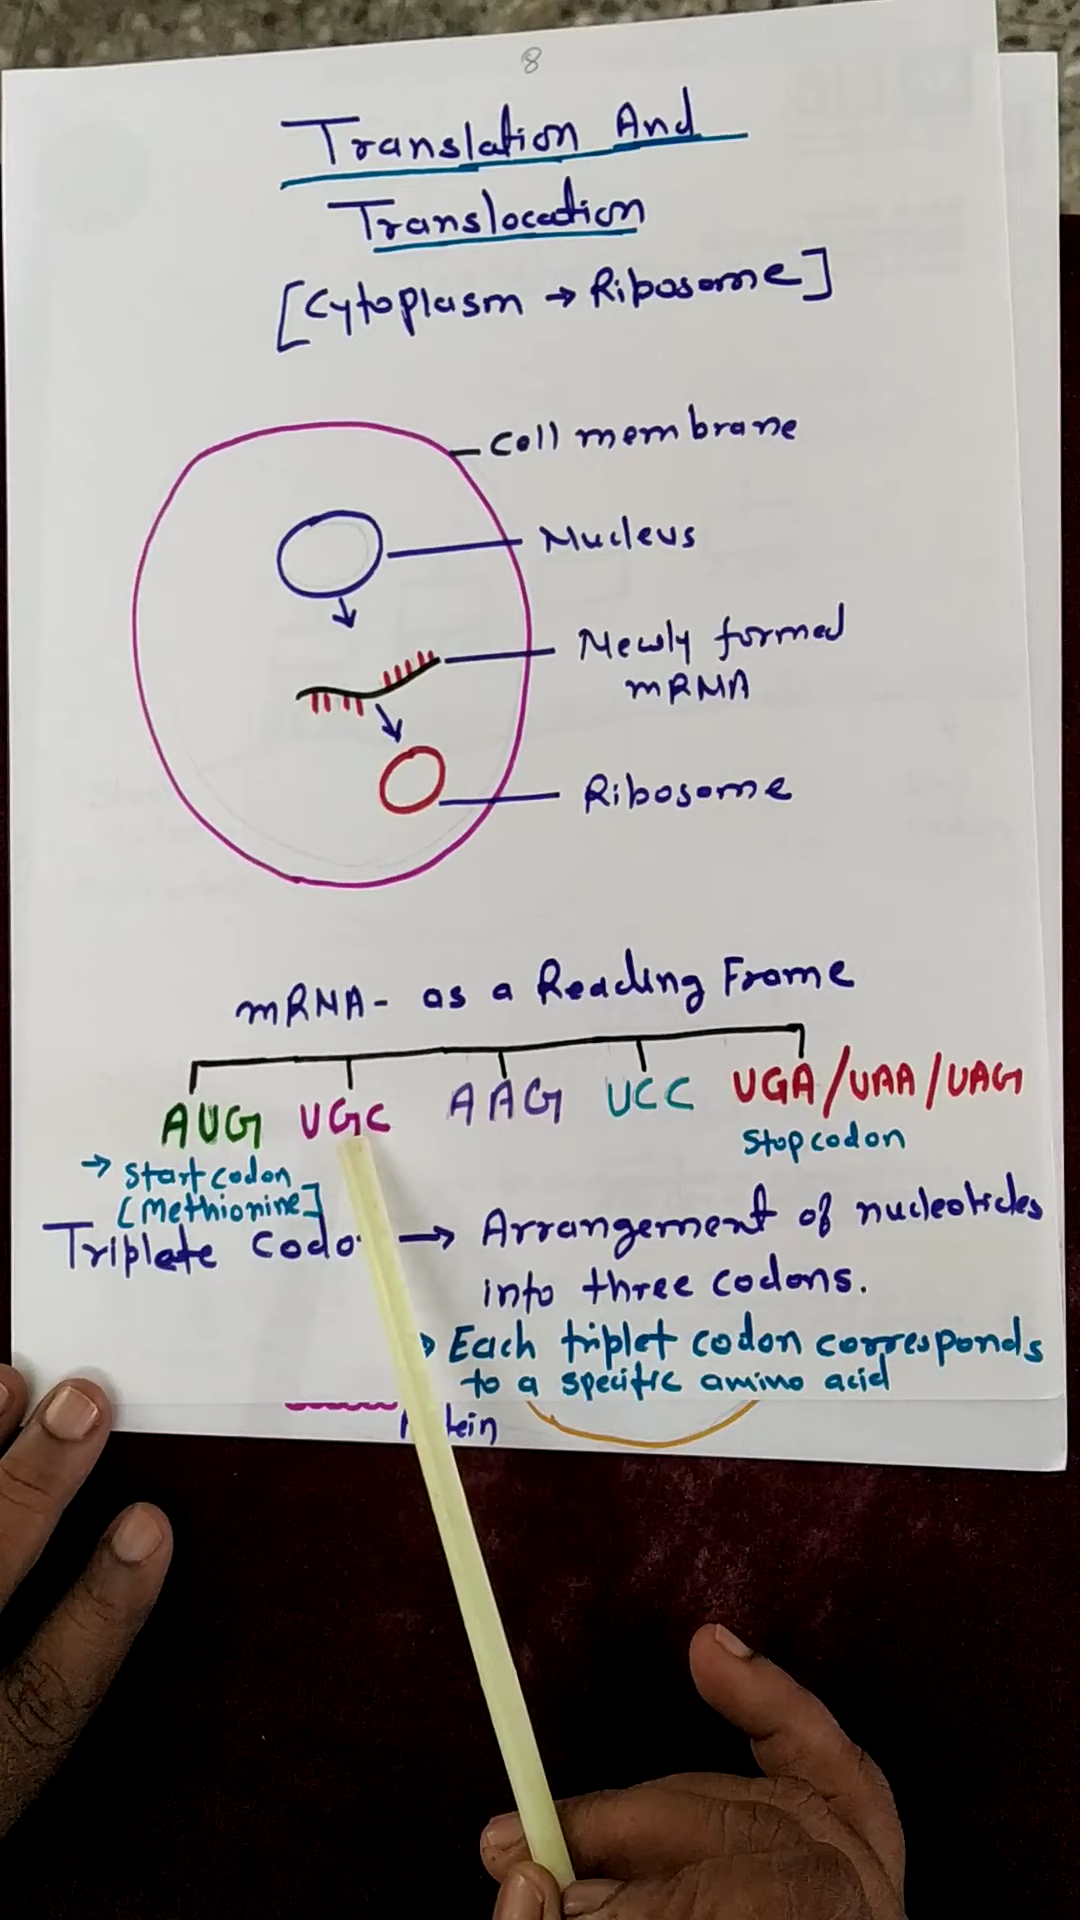 8
Translation And
Translocation
[Cytoplasm → Ribosome]
Cell membrane
Nucleus
Newly formed
mRNA
Ribosome
mRNA - as a Reading Frame
AUG UGC AAG UCC UGA/UAA/UAG
→ Start codon
[Methionine]
Stop codon
Triplete → Arrangement of nucleotides
into three codons.
Each triplet codon corresponds
to a specific amino acid